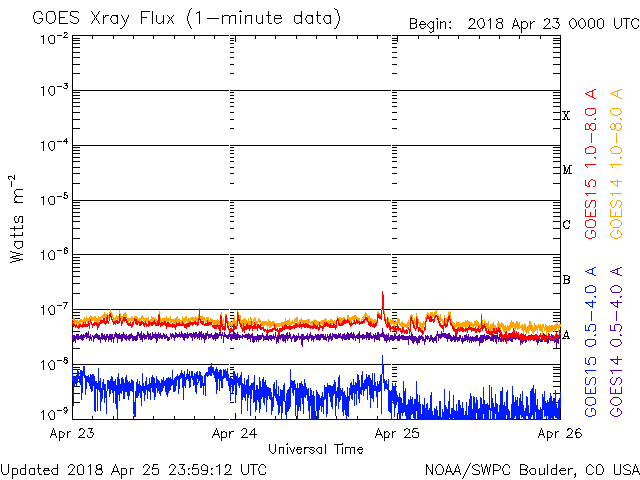 GOES Xray Flux (1-minute data)
Begin: 2018 Apr 23 0000 UTC
10⁻²
10⁻³
10⁻⁴
10⁻⁵
10⁻⁶
10⁻⁷
10⁻⁸
10⁻⁹
Watts m⁻²
X
M
C
B
A
GOES15 1.0-8.0 A
GOES14 1.0-8.0 A
GOES15 0.5-4.0 A
GOES14 0.5-4.0 A
Apr 23
Apr 24
Apr 25
Apr 26
Universal Time
Updated 2018 Apr 25 23:59:12 UTC
NOAA/SWPC Boulder, CO USA